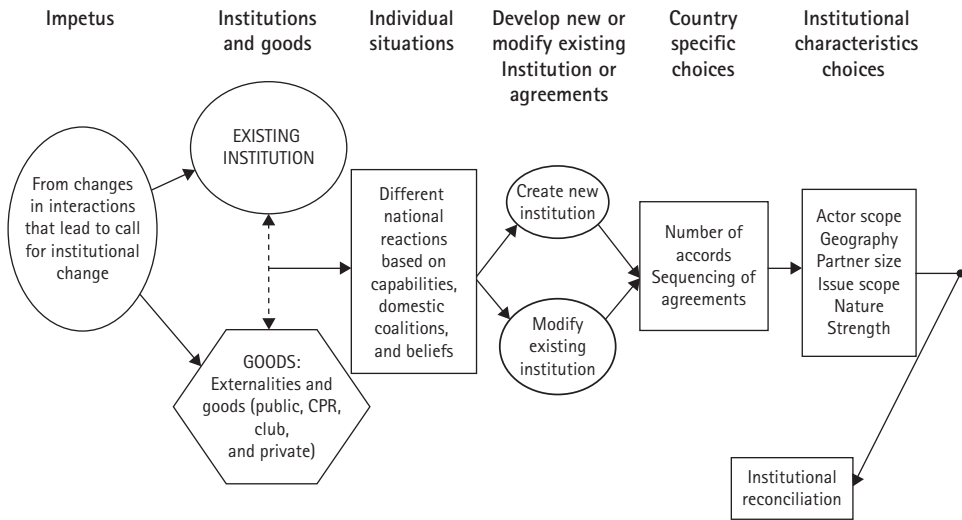 Impetus
Institutions
and goods
Individual
situations
Develop new or
modify existing
Institution or
agreements
Country
specific
choices
Institutional
characteristics
choices
From changes
in interactions
that lead to call
for institutional
change
EXISTING
INSTITUTION
GOODS:
Externalities and
goods (public, CPR,
club,
and private)
Different
national
reactions
based on
capabilities,
domestic
coalitions,
and beliefs
Create new
institution
Modify
existing
institution
Number of
accords
Sequencing of
agreements
Actor scope
Geography
Partner size
Issue scope
Nature
Strength
Institutional
reconciliation